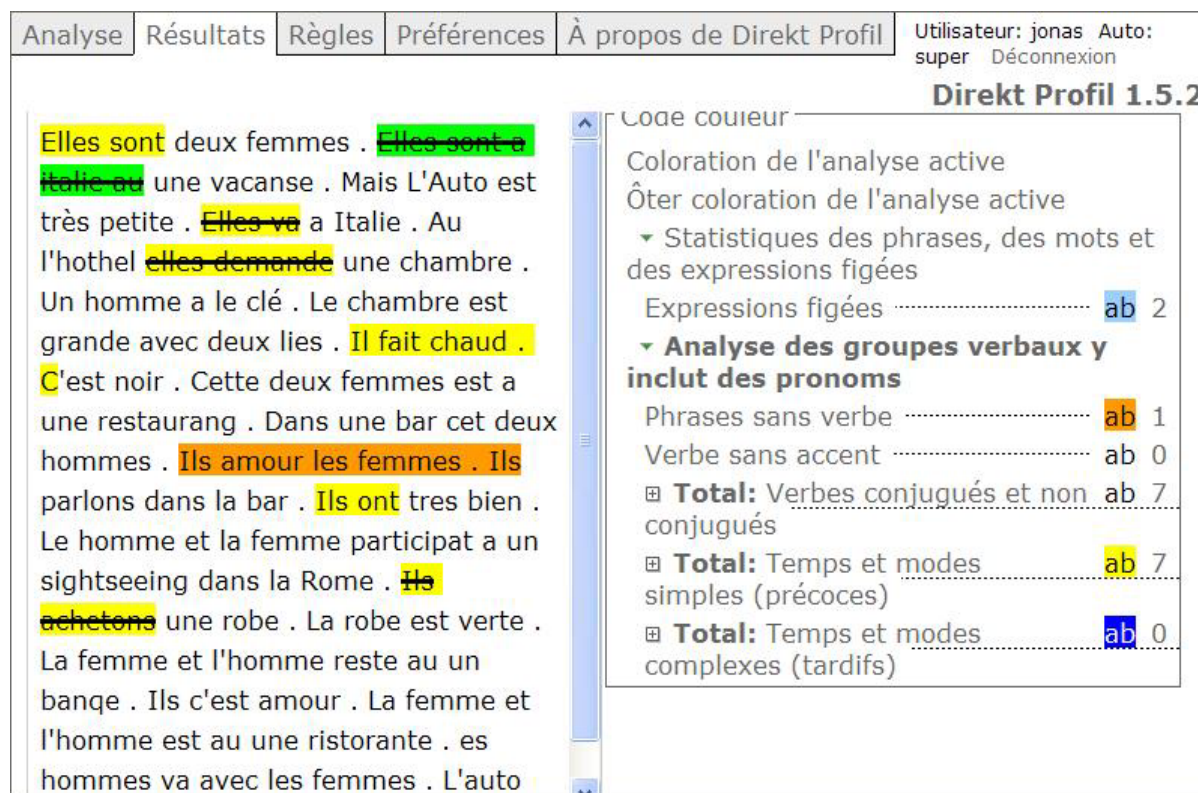 Analyse Résultats Règles Préférences À propos de Direkt Profil
Utilisateur: jonas Auto:
super Déconnexion
Direkt Profil 1.5.2
Elles sont deux femmes . Elles sont a
italie au une vacanse . Mais L'Auto est
très petite . Elles va a Italie . Au
l'hothel elles demande une chambre .
Un homme a le clé . Le chambre est
grande avec deux lies . Il fait chaud .
C'est noir . Cette deux femmes est a
une restaurang . Dans une bar cet deux
hommes . Ils amour les femmes . Ils
parlons dans la bar . Ils ont tres bien .
Le homme et la femme participat a un
sightseeing dans la Rome . Ils
achetons une robe . La robe est verte .
La femme et l'homme reste au un
banqe . Ils c'est amour . La femme et
l'homme est au une ristorante . es
hommes va avec les femmes . L'auto
Code couleur
Coloration de l'analyse active
Ôter coloration de l'analyse active
Statistiques des phrases, des mots et
des expressions figées
Expressions figées ab 2
Analyse des groupes verbaux y
inclut des pronoms
Phrases sans verbe ab 1
Verbe sans accent ab 0
Total: Verbes conjugués et non ab 7
conjugués
Total: Temps et modes ab 7
simples (précoces)
Total: Temps et modes ab 0
complexes (tardifs)